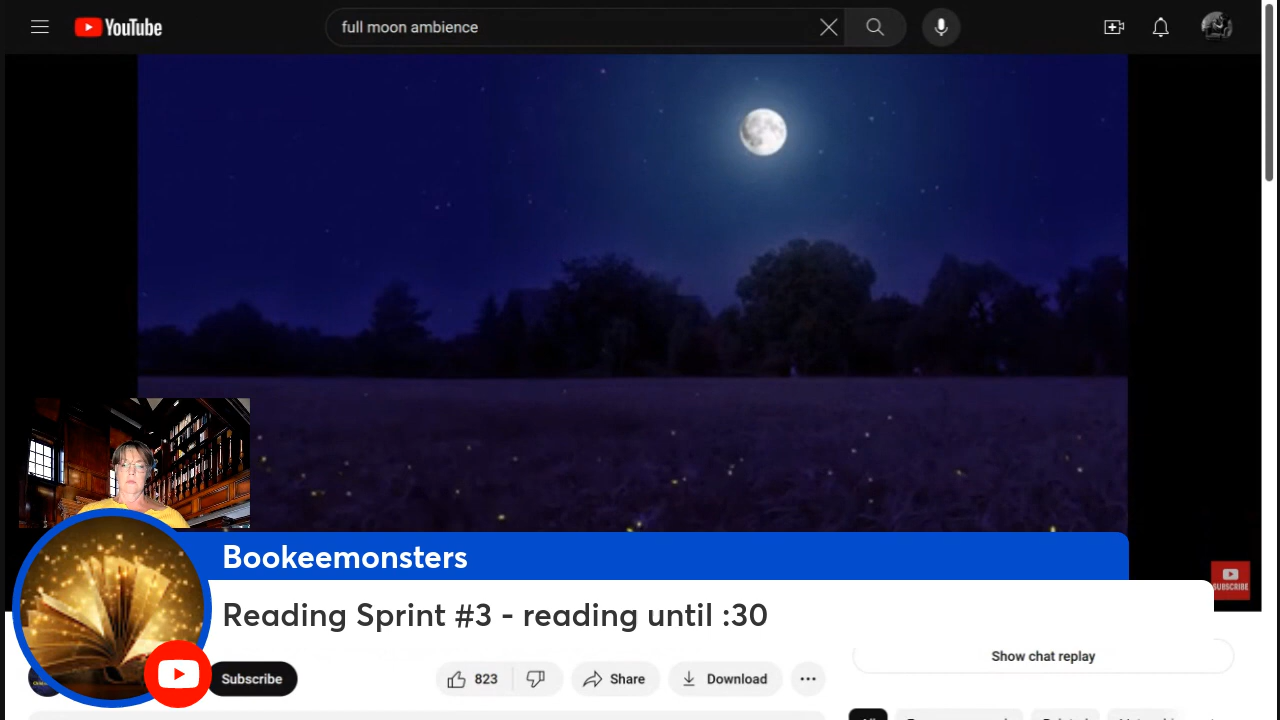 YouTube
full moon ambience
SUBSCRIBE
Bookeemonsters
Reading Sprint #3 - reading until :30
Subscribe
823
Share
Download
Show chat replay